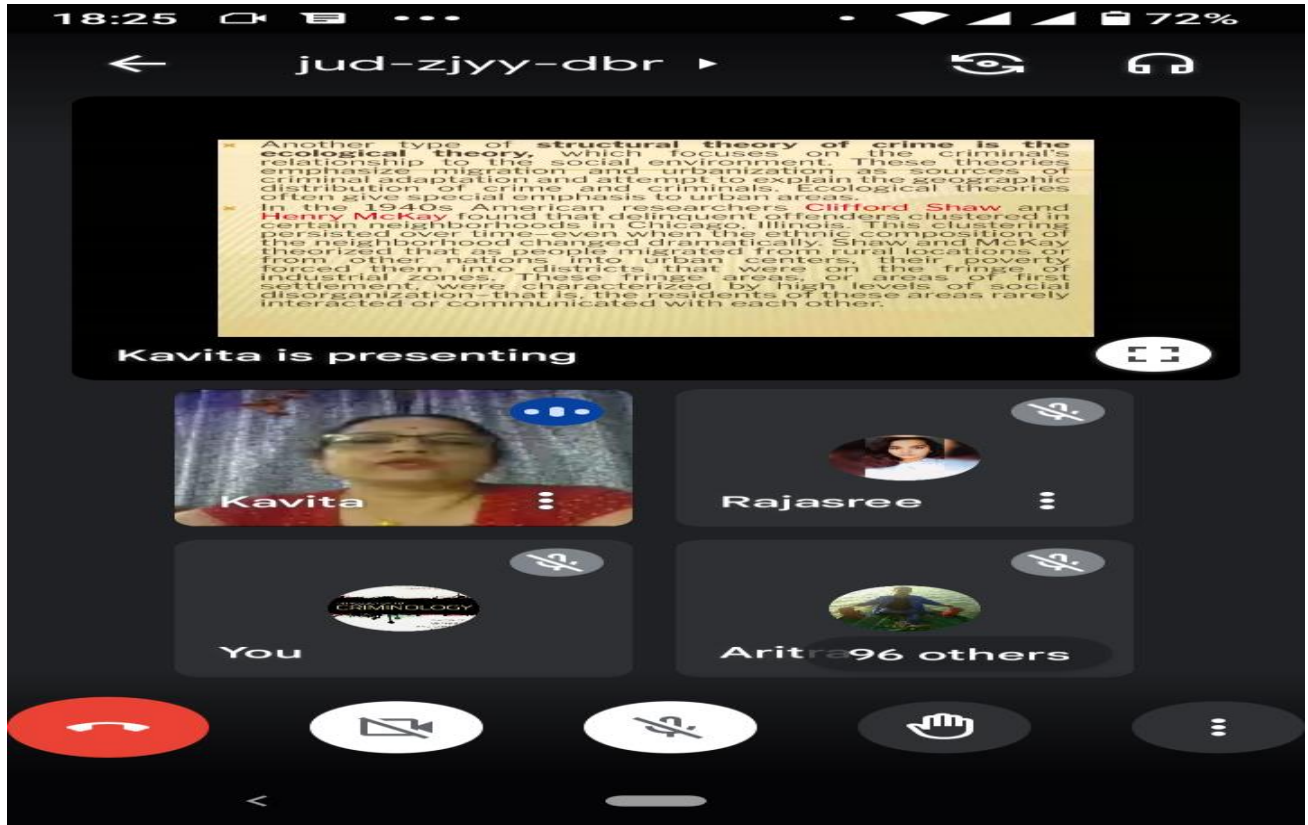 18:25
72%
jud-zjyy-dbr
Another type of structural theory of crime is the
ecological theory, which focuses on the criminal's
relationship to the social environment. These theories
emphasize migration and urbanization as sources of
criminal adaptation and attempt to explain the geographic
distribution of crime and criminals. Ecological theories
often give special emphasis to urban areas.
In the 1940s American researchers Clifford Shaw and
Henry McKay found that delinquent offenders clustered in
certain neighborhoods in Chicago, Illinois. This clustering
persisted over time–even when the ethnic composition of
the neighborhood changed dramatically. Shaw and McKay
theorized that as people migrated from rural locations or
from other nations into urban centers, their poverty
forced them into districts that were on the fringe of
industrial zones. These fringe areas, or areas of first
settlement, were characterized by high levels of social
disorganization–that is, the residents of these areas rarely
interacted or communicated with each other.
Kavita is presenting
Kavita
Rajasree
CRIMINOLOGY
You
Aritra
96 others